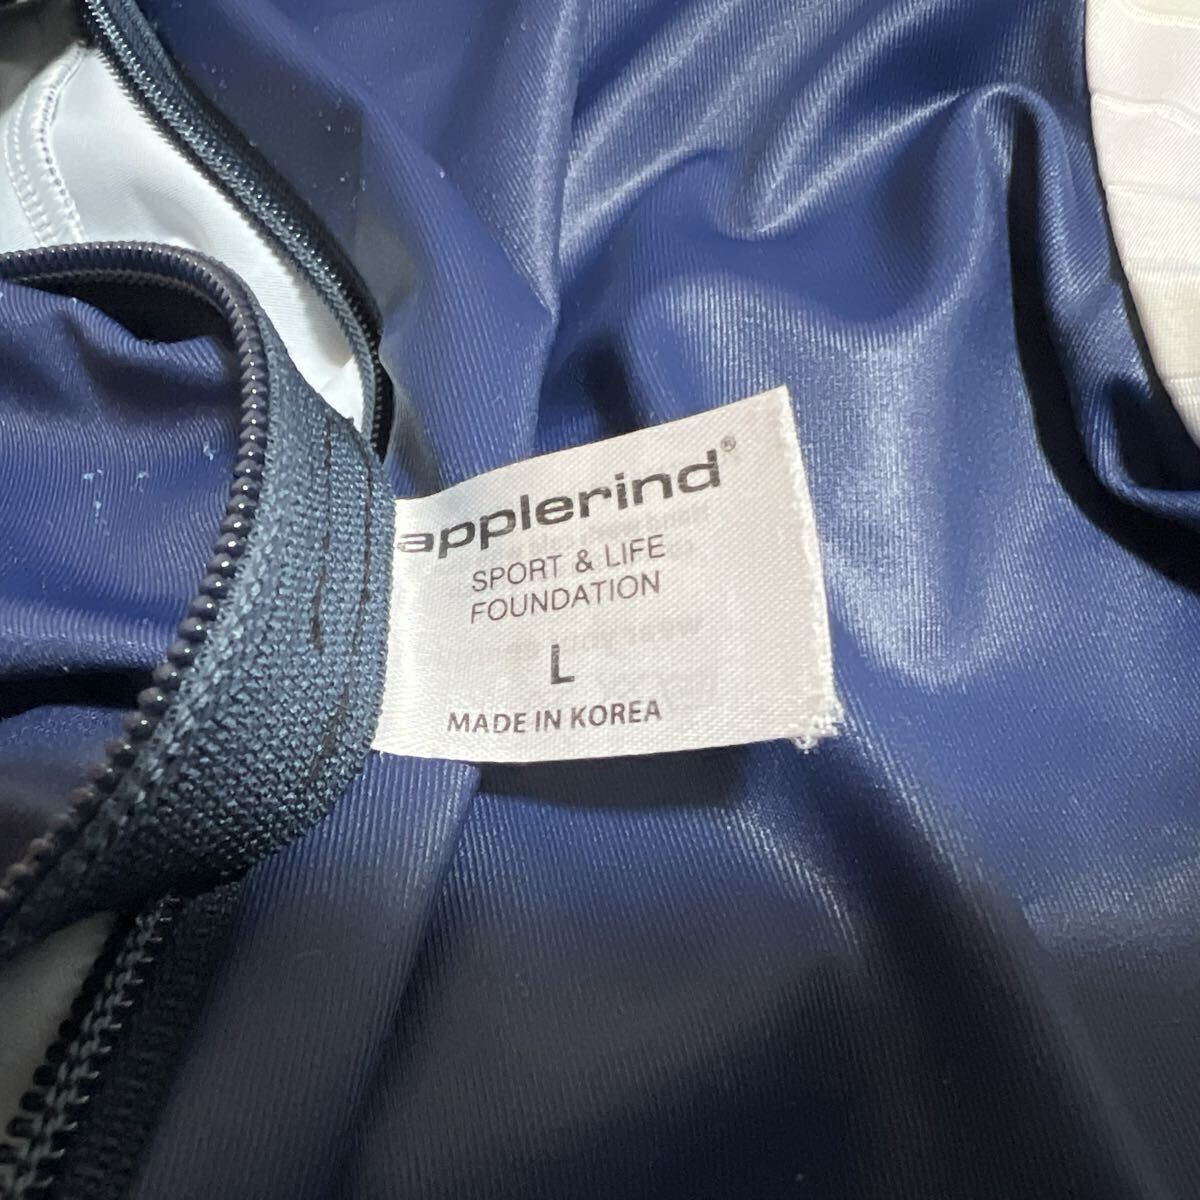 applerind®
SPORT & LIFE
FOUNDATION
L
MADE IN KOREA